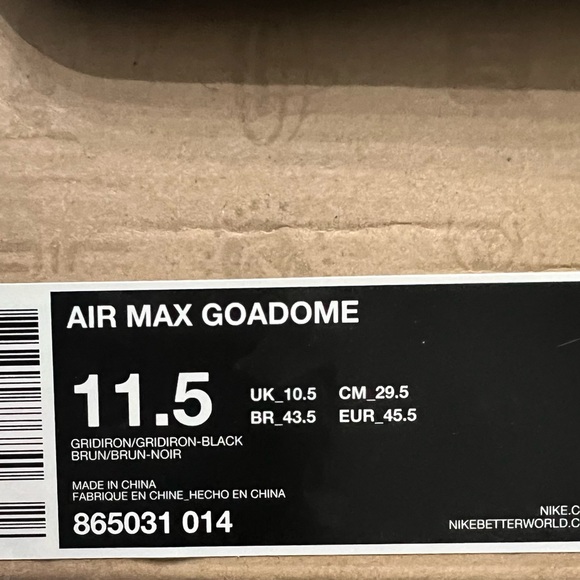 AIR MAX GOADOME
11.5
UK_10.5 CM_29.5
BR_43.5 EUR_45.5
GRIDIRON/GRIDIRON-BLACK
BRUN/BRUN-NOIR
MADE IN CHINA
FABRIQUE EN CHINE_HECHO EN CHINA
865031 014
NIKE.C
NIKEBETTERWORLD.C